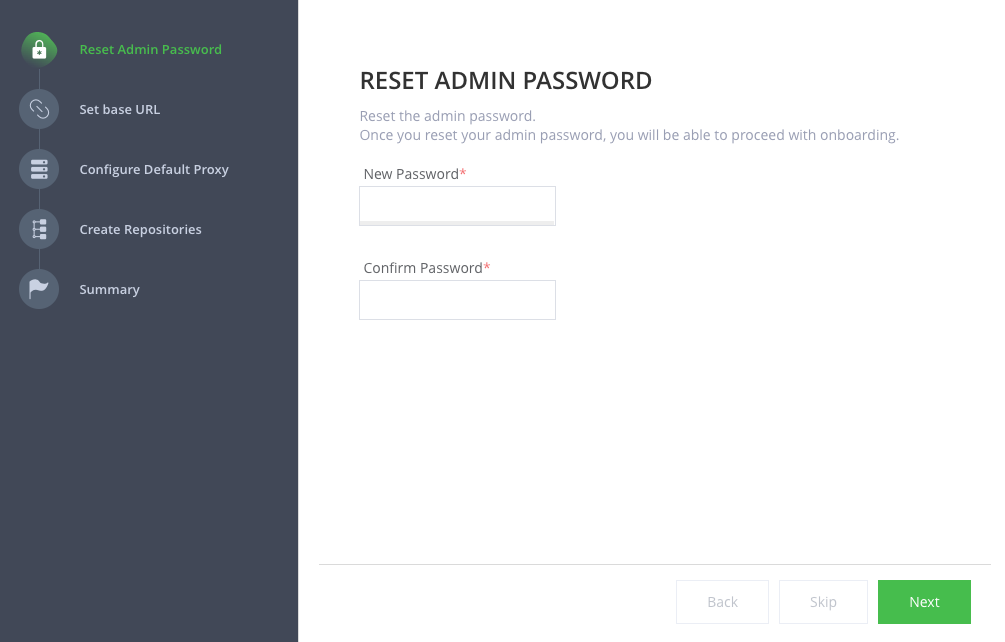 Reset Admin Password
Set base URL
Configure Default Proxy
Create Repositories
Summary
RESET ADMIN PASSWORD
Reset the admin password.
Once you reset your admin password, you will be able to proceed with onboarding.
New Password*
Confirm Password*
Back
Skip
Next